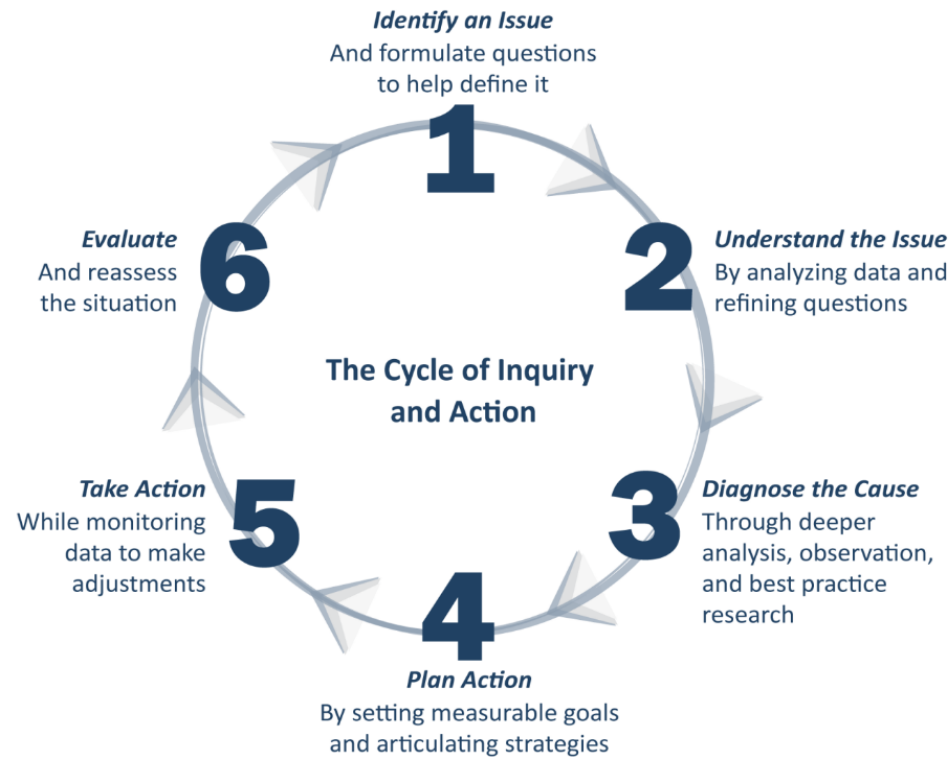 Identify an Issue
And formulate questions
to help define it
1
2
Understand the Issue
By analyzing data and
refining questions
3
Diagnose the Cause
Through deeper
analysis, observation,
and best practice
research
4
Plan Action
By setting measurable goals
and articulating strategies
5
Take Action
While monitoring
data to make
adjustments
6
Evaluate
And reassess
the situation
The Cycle of Inquiry
and Action